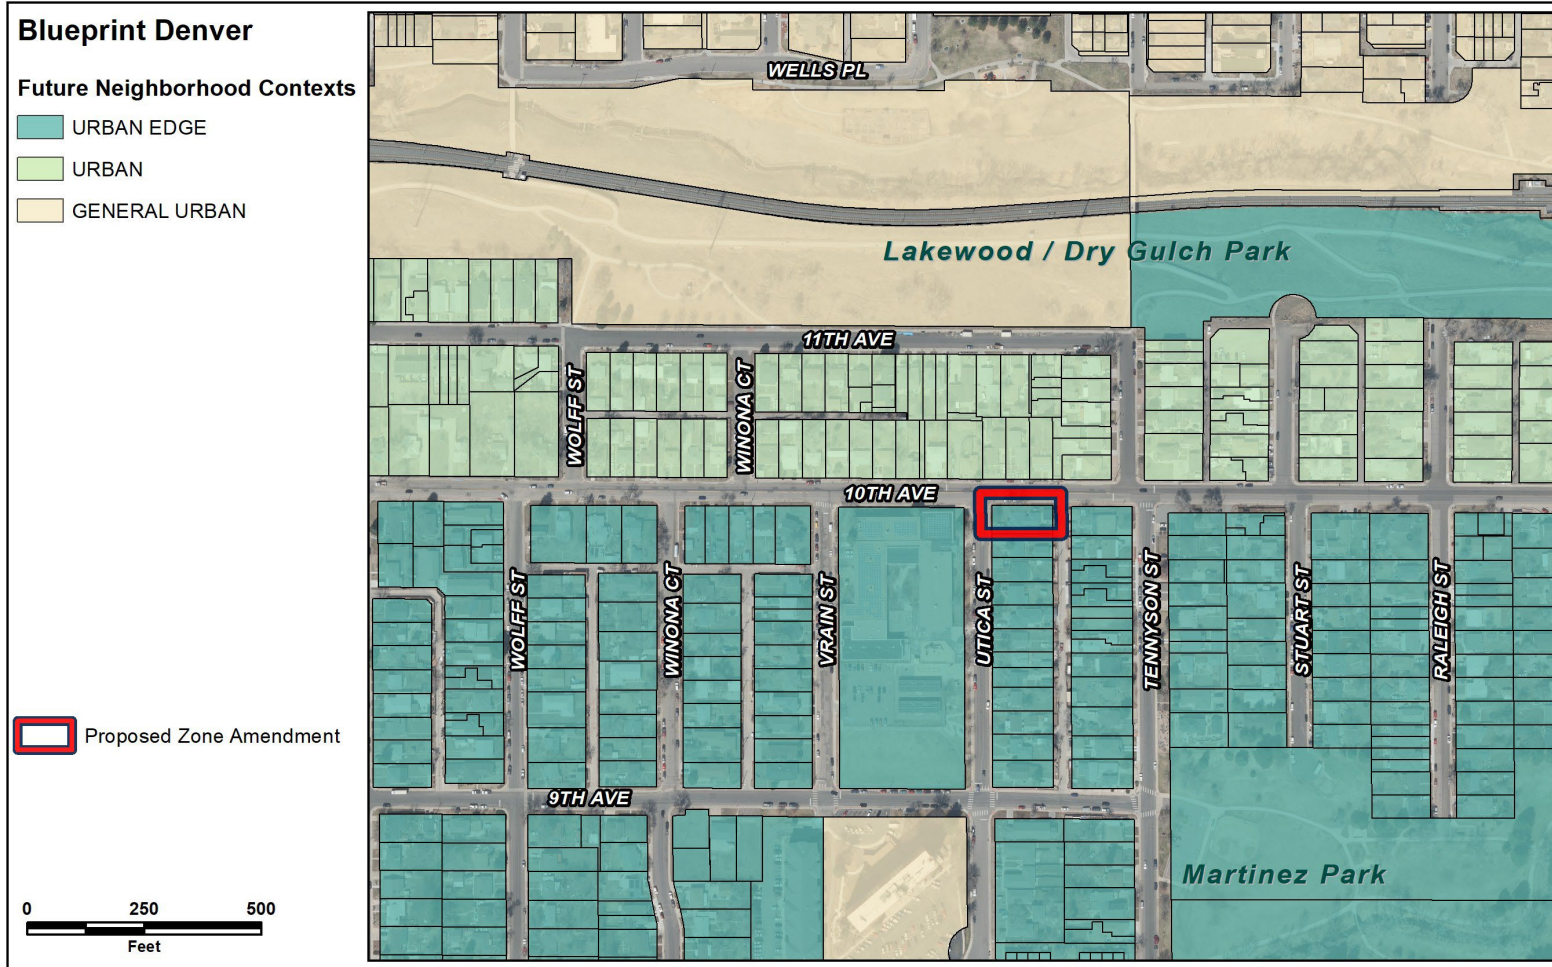 Blueprint Denver
Future Neighborhood Contexts
URBAN EDGE
URBAN
GENERAL URBAN
Proposed Zone Amendment
0 250 500
Feet
WELLS PL
Lakewood / Dry Gulch Park
11TH AVE
WOLFF ST
WINONA CT
10TH AVE
WOLFF ST
WINONA CT
VRAIN ST
UTICA ST
TENNYSON ST
STUART ST
RALEIGH ST
9TH AVE
Martinez Park